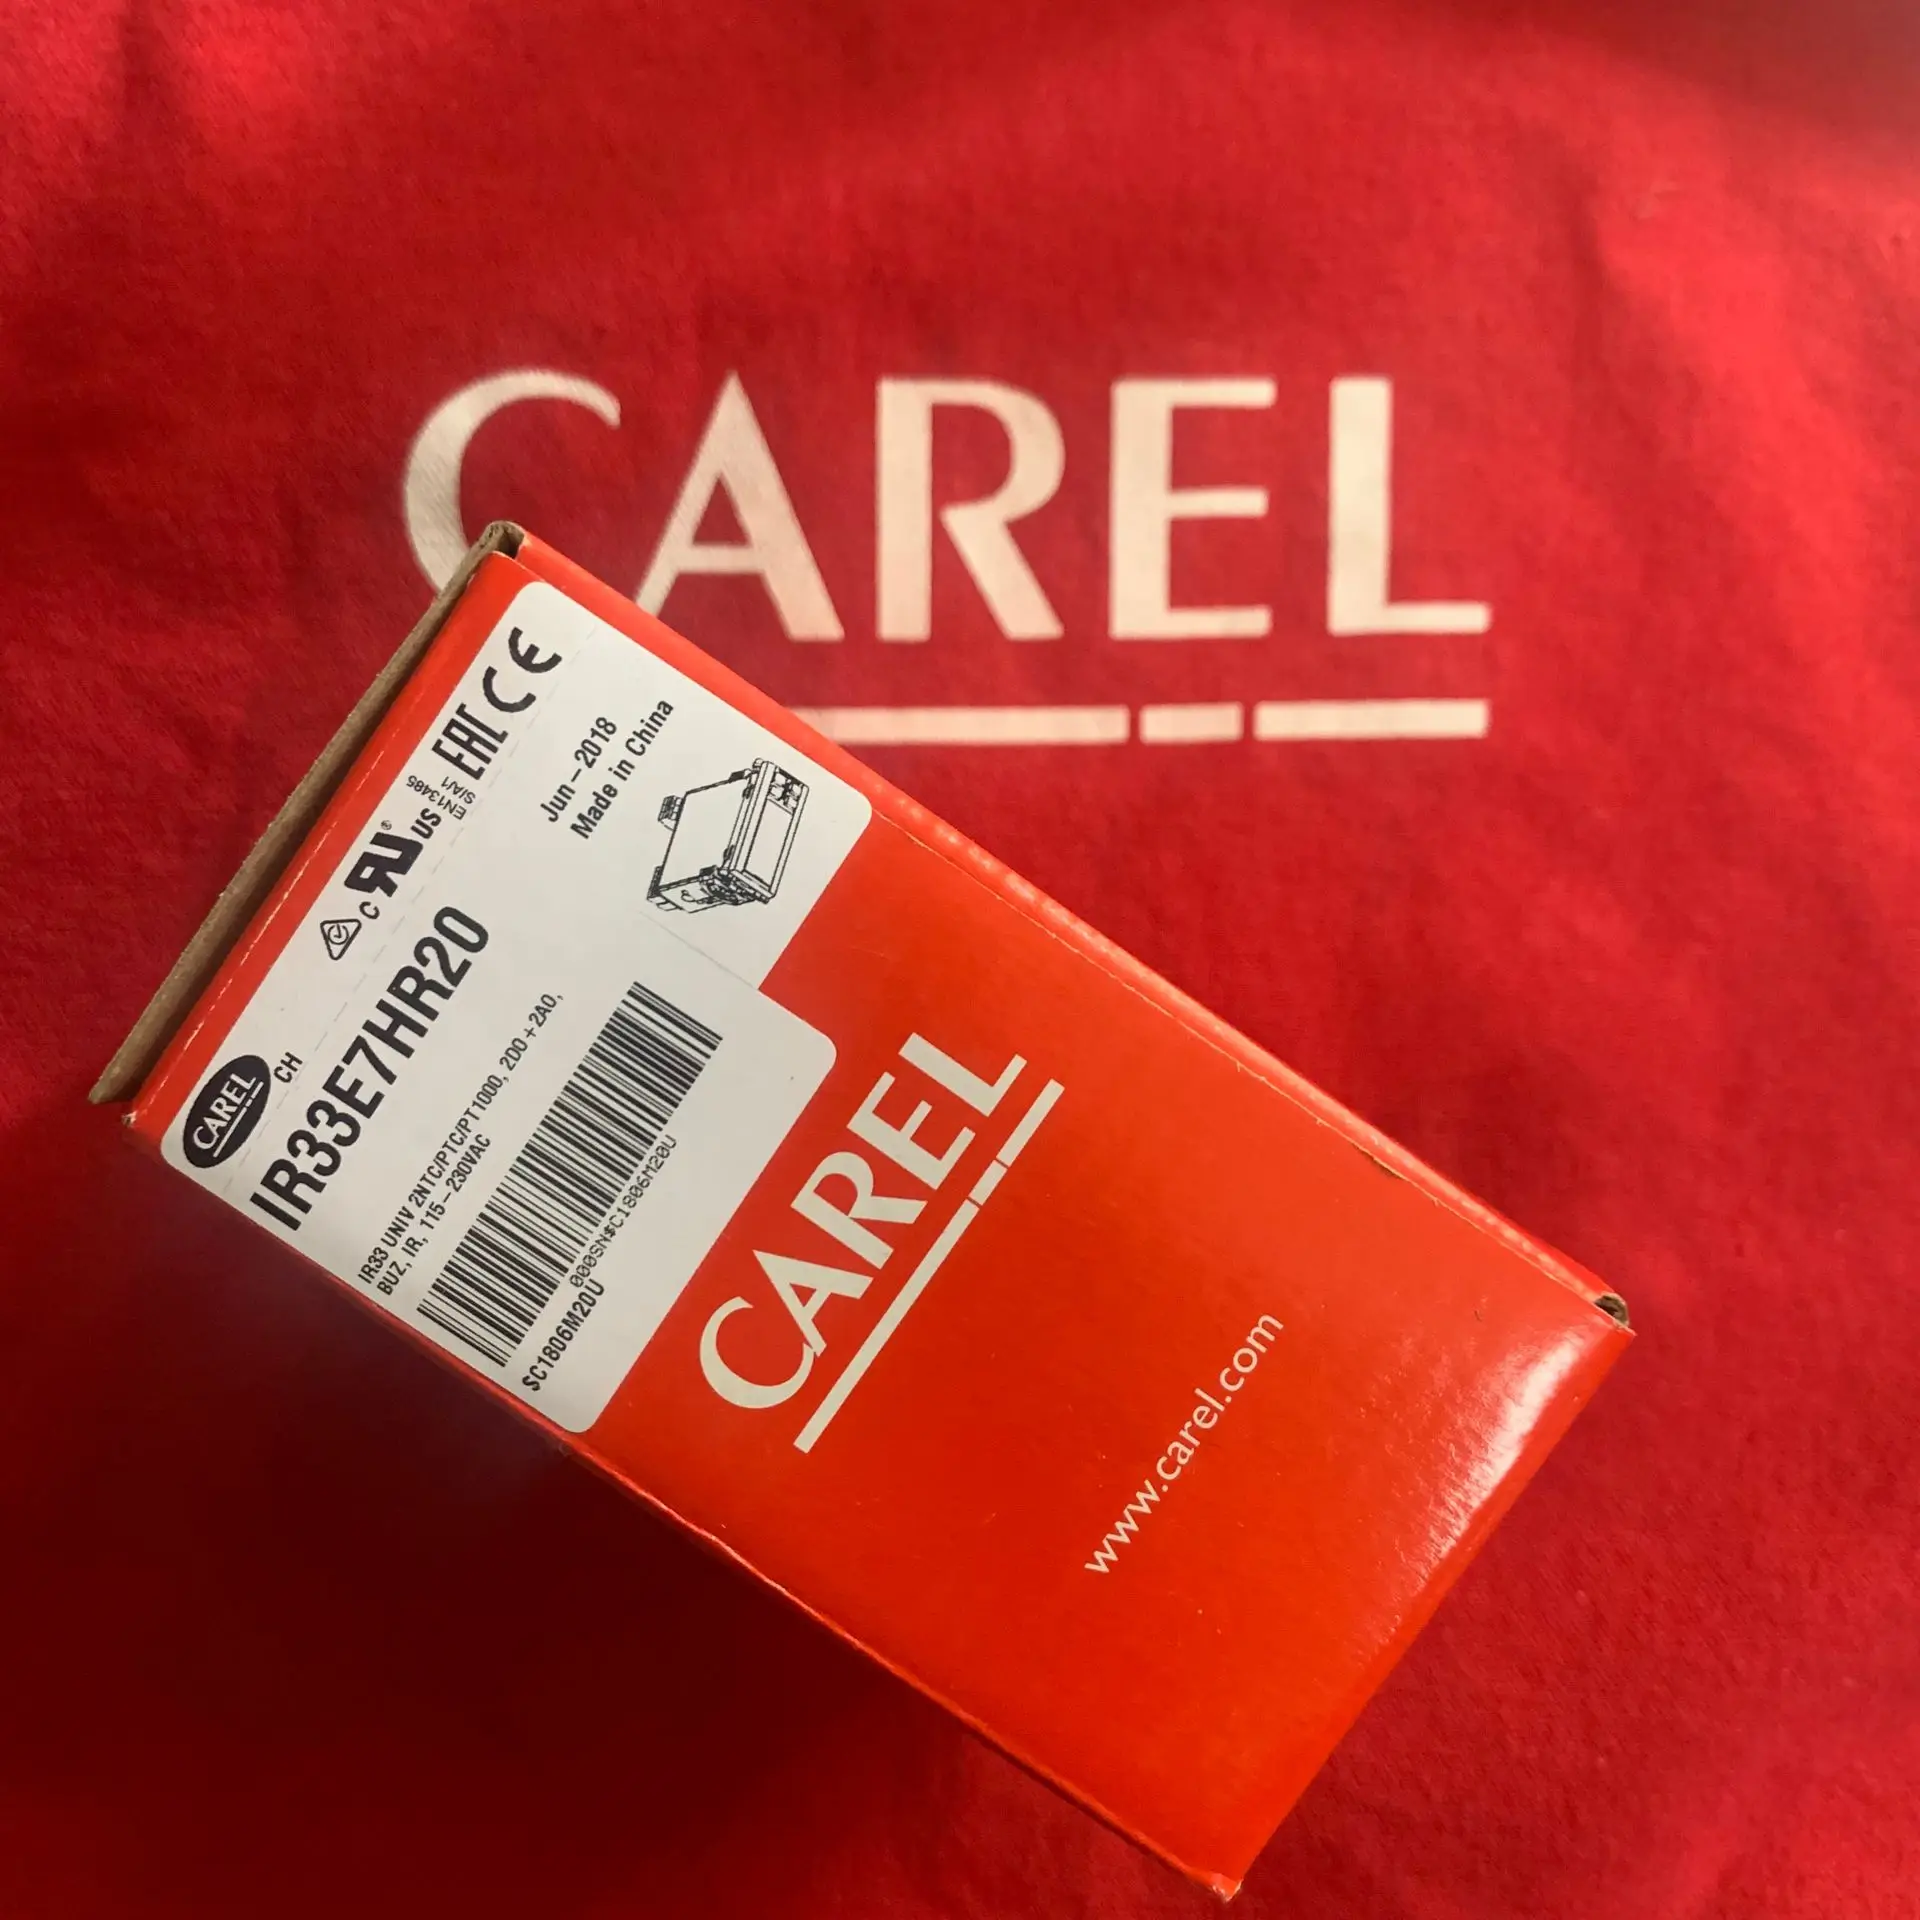 CAREL
CAREL
CH
c RU® US
EN13485
S/A/1
EAC CE
IR33E7HR20
Jun-2018
Made in China
IR33 UNIV 2NTC/PTC/PT1000, 2DO+2AO,
BUZ, IR, 115-230VAC
000SN$C1806M20U
SC1806M20U
CAREL
www.carel.com